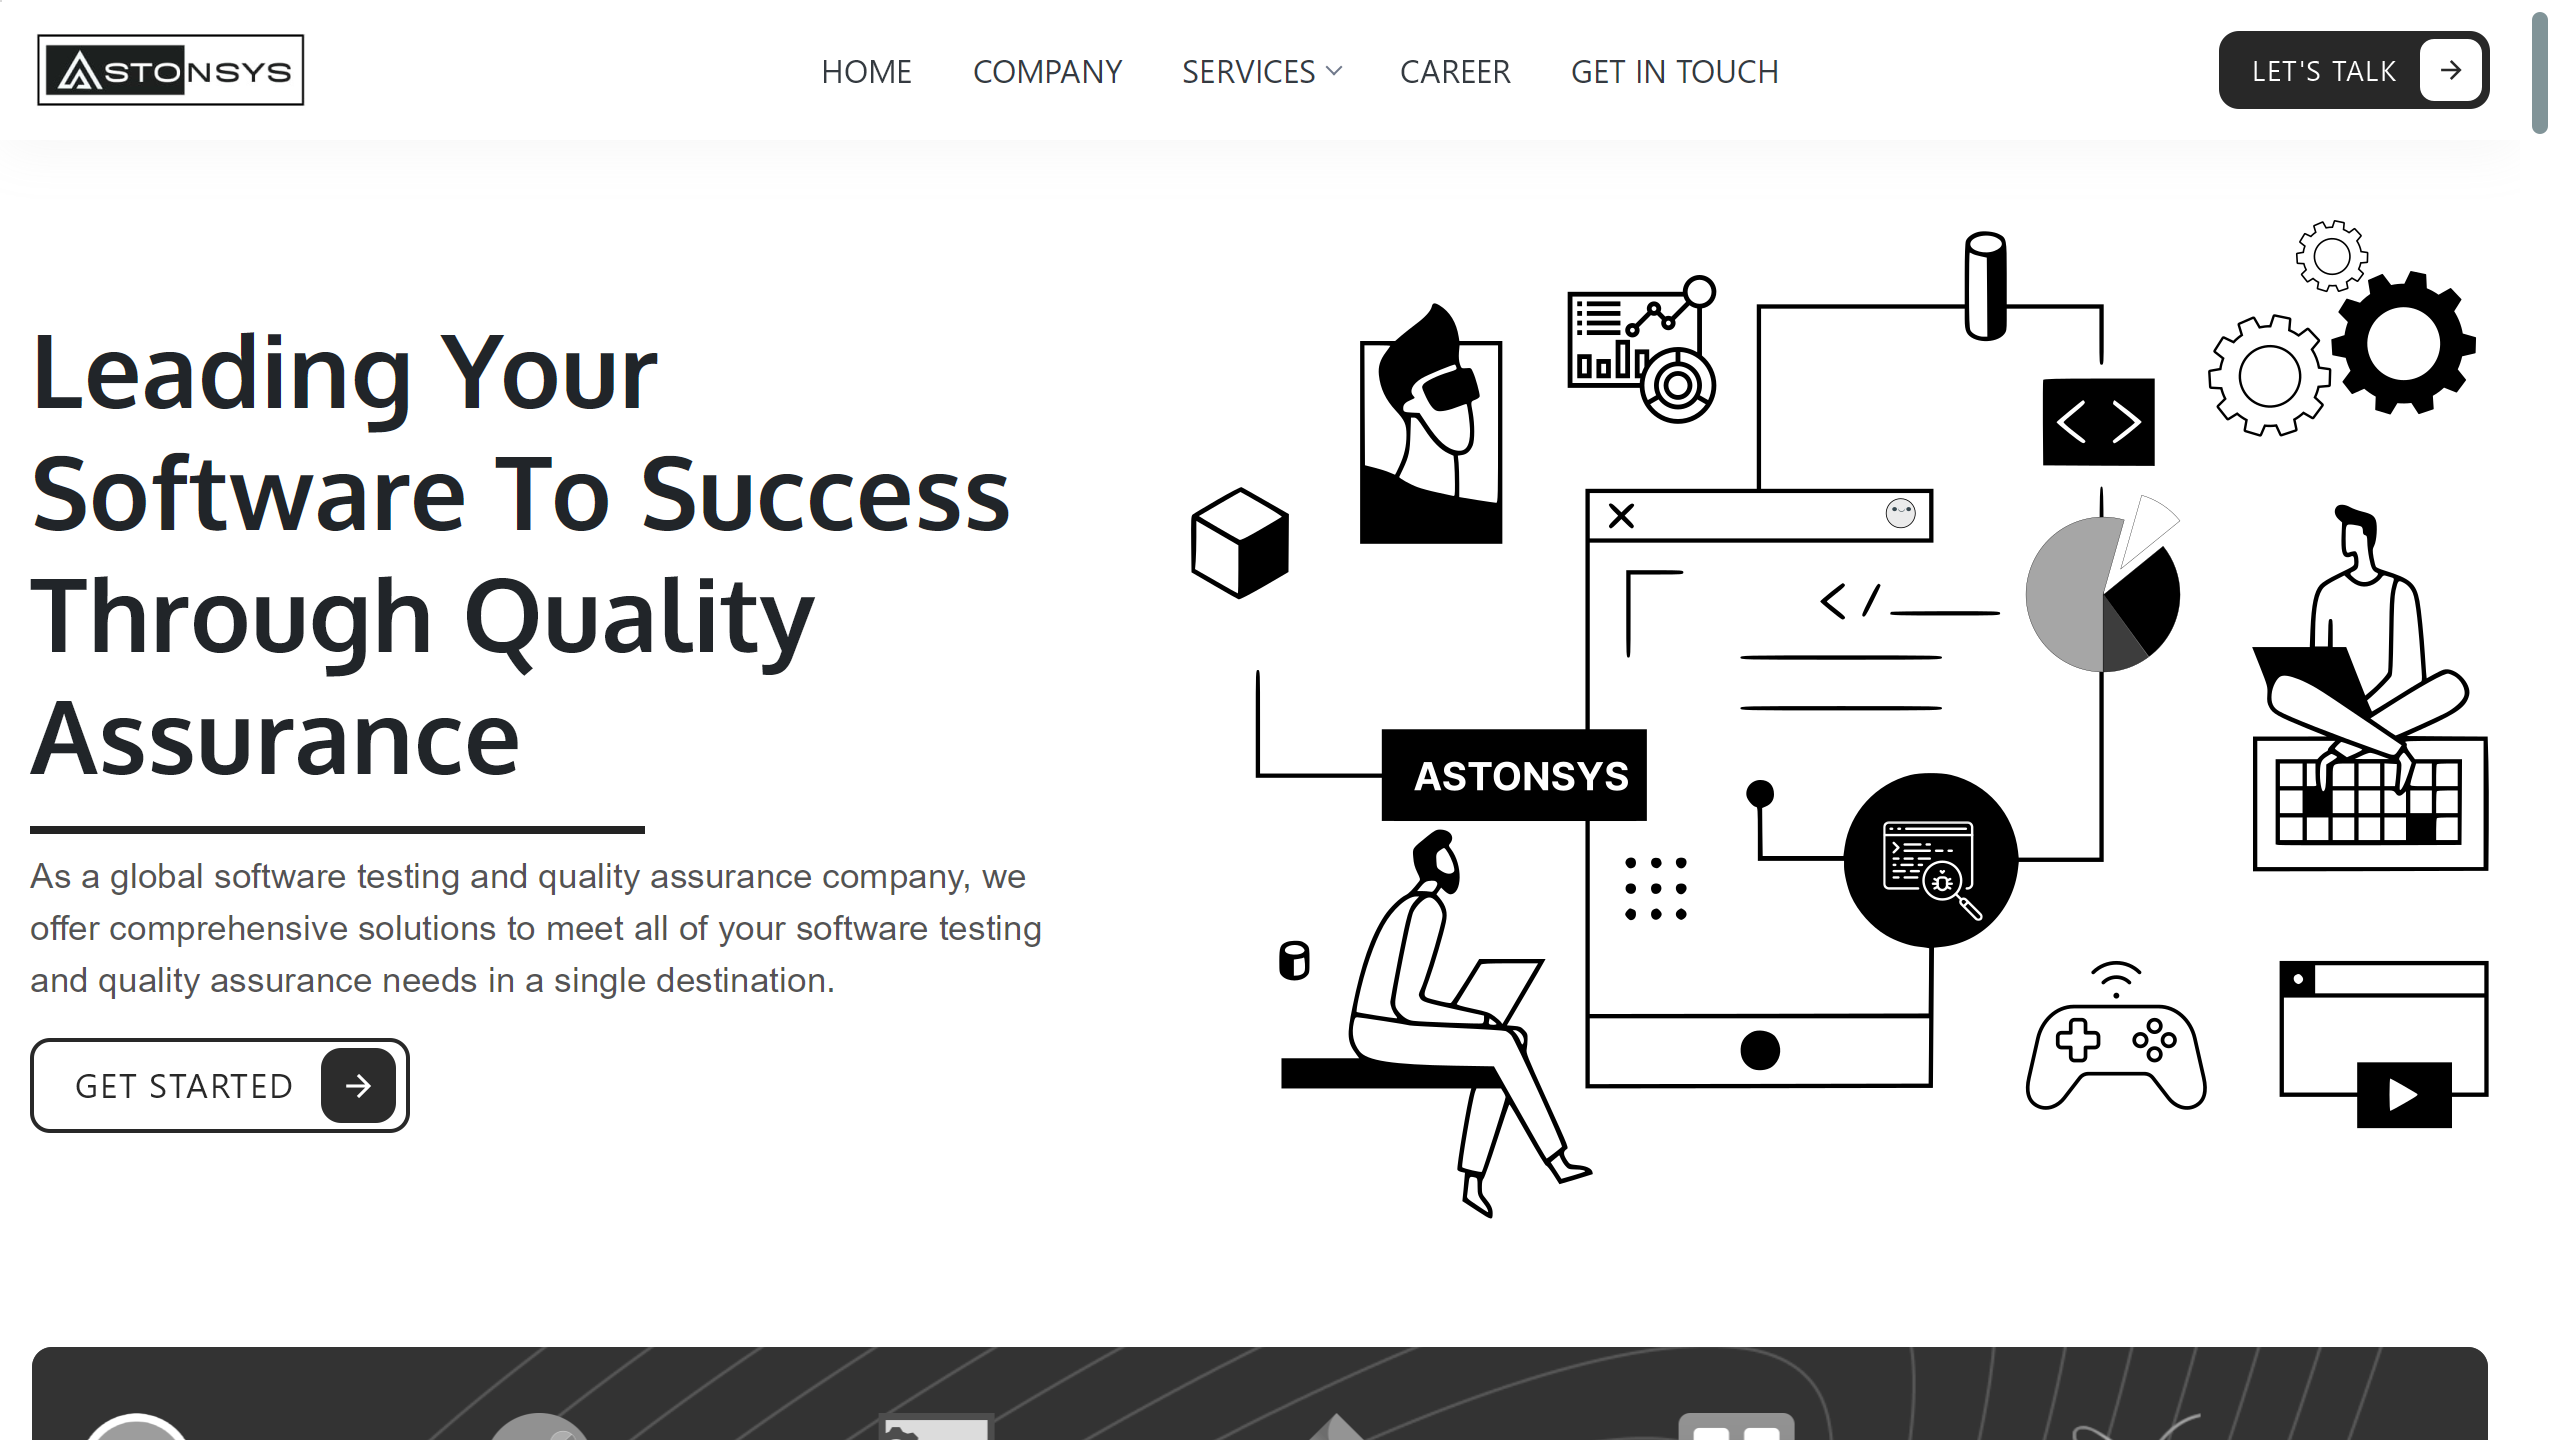 ASTONSYS
HOME
COMPANY
SERVICES
CAREER
GET IN TOUCH
LET'S TALK
Leading Your
Software To Success
Through Quality
Assurance
As a global software testing and quality assurance company, we
offer comprehensive solutions to meet all of your software testing
and quality assurance needs in a single destination.
GET STARTED
ASTONSYS